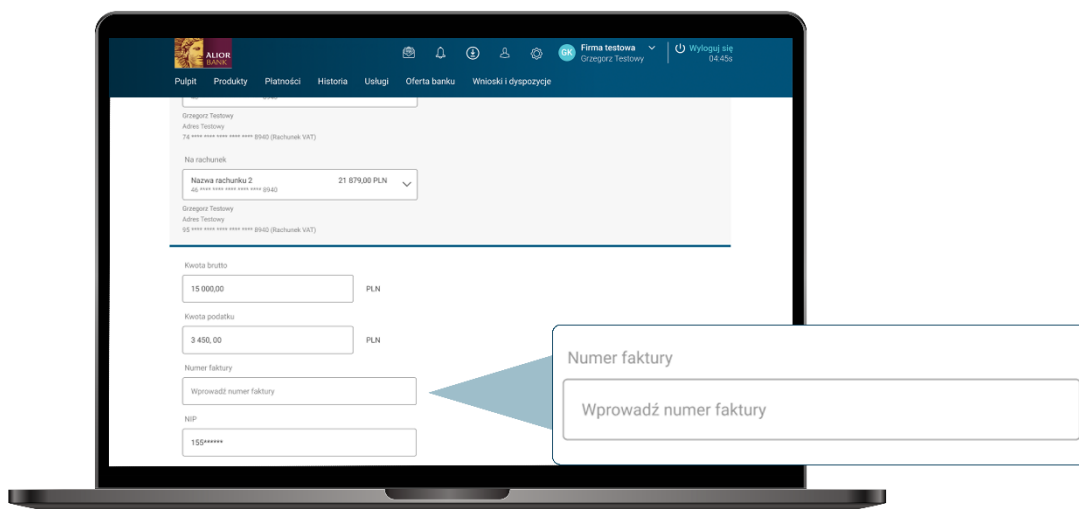 ALIOR
BANK
GK
Firma testowa
Grzegorz Testowy
Wyloguj się
04:45s
Pulpit Produkty Płatności Historia Usługi Oferta banku Wnioski i dyspozycje
Grzegorz Testowy
Adres Testowy
74 **** **** **** **** **** 8940 (Rachunek VAT)
Na rachunek
Nazwa rachunku 2 21 879,00 PLN
46 **** **** **** **** **** 8940
Grzegorz Testowy
Adres Testowy
95 **** **** **** **** **** 8940 (Rachunek VAT)
Kwota brutto
15 000,00 PLN
Kwota podatku
3 450, 00 PLN
Numer faktury
Wprowadź numer faktury
NIP
155******
Numer faktury
Wprowadź numer faktury